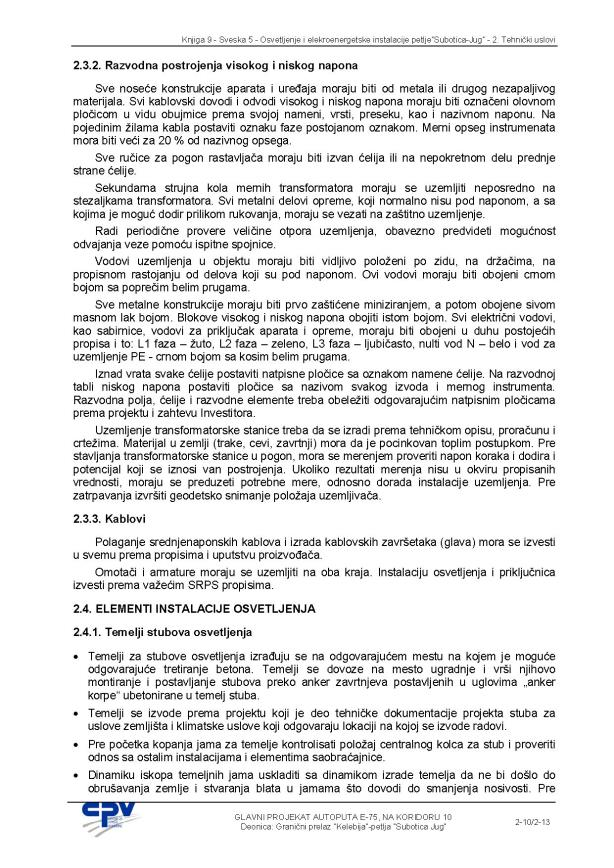 Knjiga 9 - Sveska 5 - Osvetljenje i elekroenergetske instalacije petlje"Subotica-Jug" - 2. Tehnički uslovi
2.3.2. Razvodna postrojenja visokog i niskog napona
Sve noseće konstrukcije aparata i uređaja moraju biti od metala ili drugog nezapaljivog
materijala. Svi kablovski dovodi i odvodi visokog i niskog napona moraju biti označeni olovnom
pločicom u vidu obujmice prema svojoj nameni, vrsti, preseku, kao i nazivnom naponu. Na
pojedinim žilama kabla postaviti oznaku faze postojanom oznakom. Merni opseg instrumenata
mora biti veći za 20 % od nazivnog opsega.
Sve ručice za pogon rastavljača moraju biti izvan ćelija ili na nepokretnom delu prednje
strane ćelije.
Sekundarna strujna kola mernih transformatora moraju se uzemljiti neposredno na
stezaljkama transformatora. Svi metalni delovi opreme, koji normalno nisu pod naponom, a sa
kojima je moguć dodir prilikom rukovanja, moraju se vezati na zaštitno uzemljenje.
Radi periodične provere veličine otpora uzemljenja, obavezno predvideti mogućnost
odvajanja veze pomoću ispitne spojnice.
Vodovi uzemljenja u objektu moraju biti vidljivo položeni po zidu, na držačima, na
propisnom rastojanju od delova koji su pod naponom. Ovi vodovi moraju biti obojeni crnom
bojom sa poprečim belim prugama.
Sve metalne konstrukcije moraju biti prvo zaštićene miniziranjem, a potom obojene sivom
masnom lak bojom. Blokove visokog i niskog napona obojiti istom bojom. Svi električni vodovi,
kao sabirnice, vodovi za priključak aparata i opreme, moraju biti obojeni u duhu postojećih
propisa i to: L1 faza – žuto, L2 faza – zeleno, L3 faza – ljubičasto, nulti vod N – belo i vod za
uzemljenje PE - crnom bojom sa kosim belim prugama.
Iznad vrata svake ćelije postaviti natpisne pločice sa oznakom namene ćelije. Na razvodnoj
tabli niskog napona postaviti pločice sa nazivom svakog izvoda i mernog instrumenta.
Razvodna polja, ćelije i razvodne elemente treba obeležiti odgovarajućim natpisnim pločicama
prema projektu i zahtevu Investitora.
Uzemljenje transformatorske stanice treba da se izradi prema tehničkom opisu, proračunu i
crtežima. Materijal u zemlji (trake, cevi, zavrtnji) mora da je pocinkovan toplim postupkom. Pre
stavljanja transformatorske stanice u pogon, mora se merenjem proveriti napon koraka i dodira i
potencijal koji se iznosi van postrojenja. Ukoliko rezultati merenja nisu u okviru propisanih
vrednosti, moraju se preduzeti potrebne mere, odnosno dorada instalacije uzemljenja. Pre
zatrpavanja izvršiti geodetsko snimanje položaja uzemljivača.
2.3.3. Kablovi
Polaganje srednjenaponskih kablova i izrada kablovskih završetaka (glava) mora se izvesti
u svemu prema propisima i uputstvu proizvođača.
Omotači i armature moraju se uzemljiti na oba kraja. Instalaciju osvetljenja i priključnica
izvesti prema važećim SRPS propisima.
2.4. ELEMENTI INSTALACIJE OSVETLJENJA
2.4.1. Temelji stubova osvetljenja
• Temelji za stubove osvetljenja izrađuju se na odgovarajućem mestu na kojem je moguće
odgovarajuće tretiranje betona. Temelji se dovoze na mesto ugradnje i vrši njihovo
montiranje i postavljanje stubova preko anker zavrtnjeva postavljenih u uglovima „anker
korpe“ ubetonirane u temelj stuba.
• Temelji se izvode prema projektu koji je deo tehničke dokumentacije projekta stuba za
uslove zemljišta i klimatske uslove koji odgovaraju lokaciji na kojoj se izvode radovi.
• Pre početka kopanja jama za temelje kontrolisati položaj centralnog kolca za stub i proveriti
odnos sa ostalim instalacijama i elementima saobraćajnice.
• Dinamiku iskopa temeljnih jama uskladiti sa dinamikom izrade temelja da ne bi došlo do
obrušavanja zemlje i stvaranja blata u jamama što dovodi do smanjenja nosivosti. Pre
CPV
GLAVNI PROJEKAT AUTOPUTA E-75, NA KORIDORU 10
Deonica: Granični prelaz "Kelebija"-petlja "Subotica Jug"
2-10/2-13